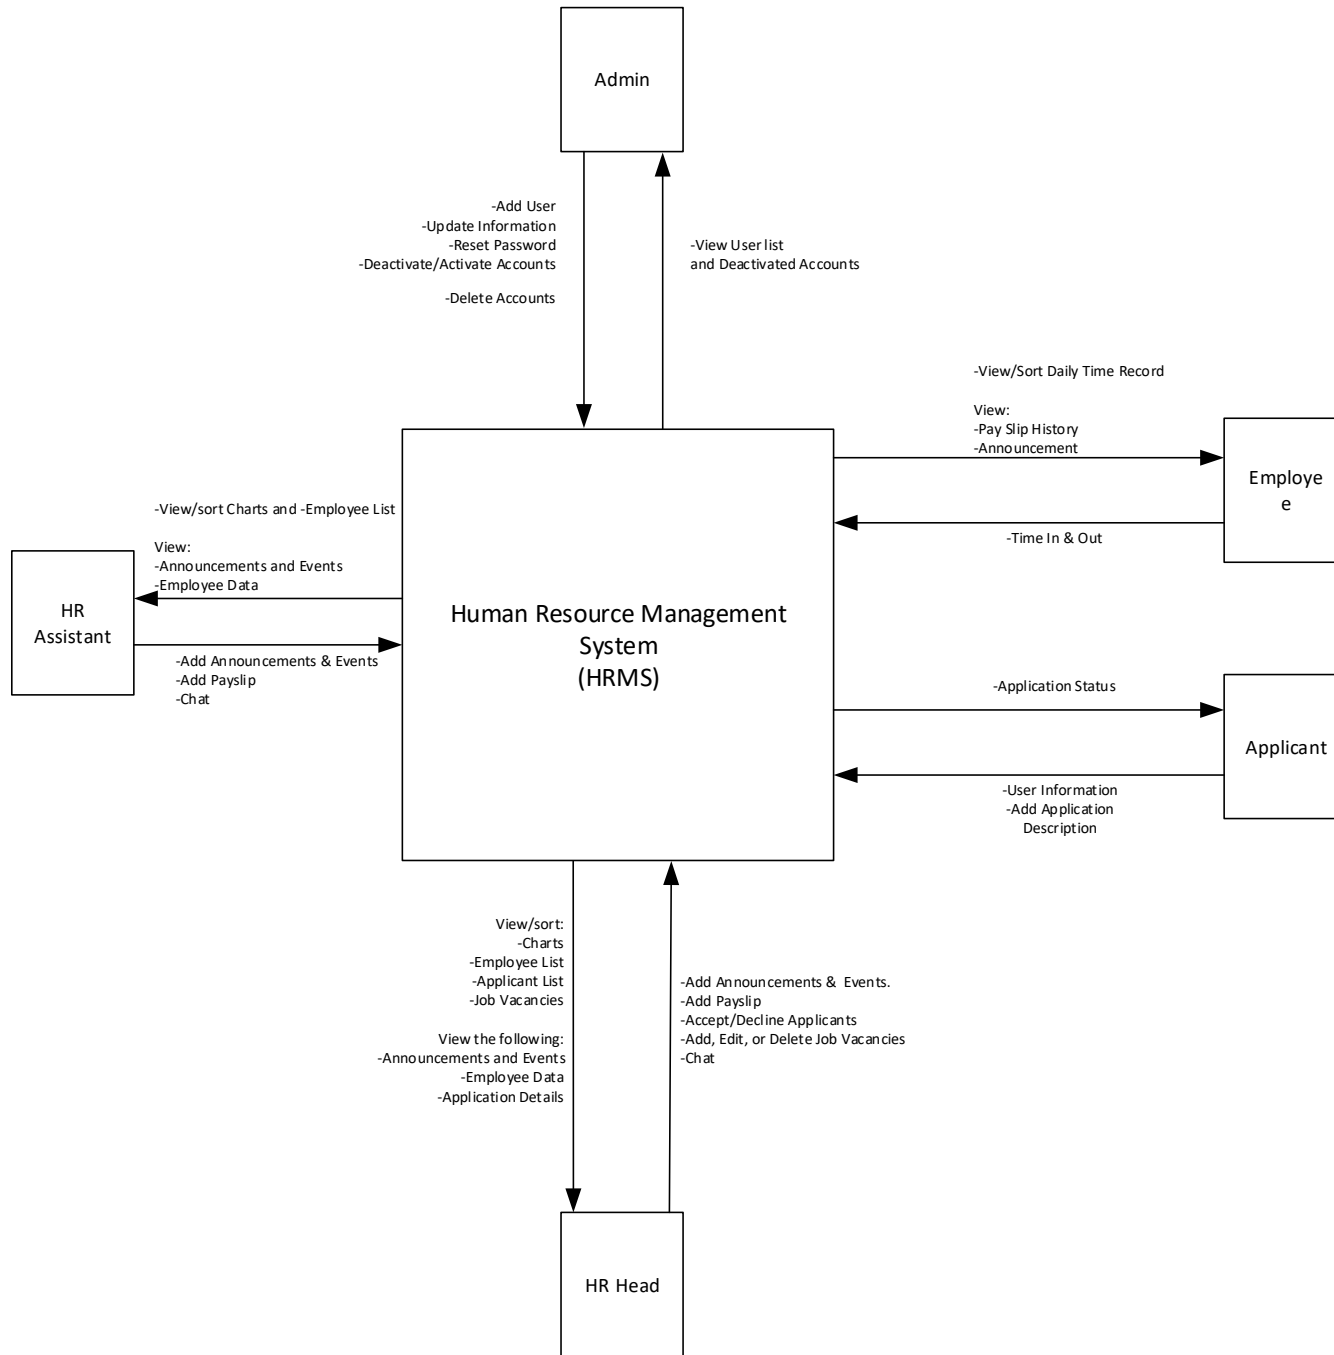 Admin
-Add User
-Update Information
-Reset Password
-Deactivate/Activate Accounts
-Delete Accounts
-View User list
and Deactivated Accounts
-View/Sort Daily Time Record
View:
-Pay Slip History
-Announcement
Employe
e
-Time In & Out
-View/sort Charts and -Employee List
View:
-Announcements and Events
-Employee Data
HR
Assistant
-Add Announcements & Events
-Add Payslip
-Chat
Human Resource Management
System
(HRMS)
-Application Status
Applicant
-User Information
-Add Application
Description
View/sort:
-Charts
-Employee List
-Applicant List
-Job Vacancies
View the following:
-Announcements and Events
-Employee Data
-Application Details
-Add Announcements &  Events.
-Add Payslip
-Accept/Decline Applicants
-Add, Edit, or Delete Job Vacancies
-Chat
HR Head